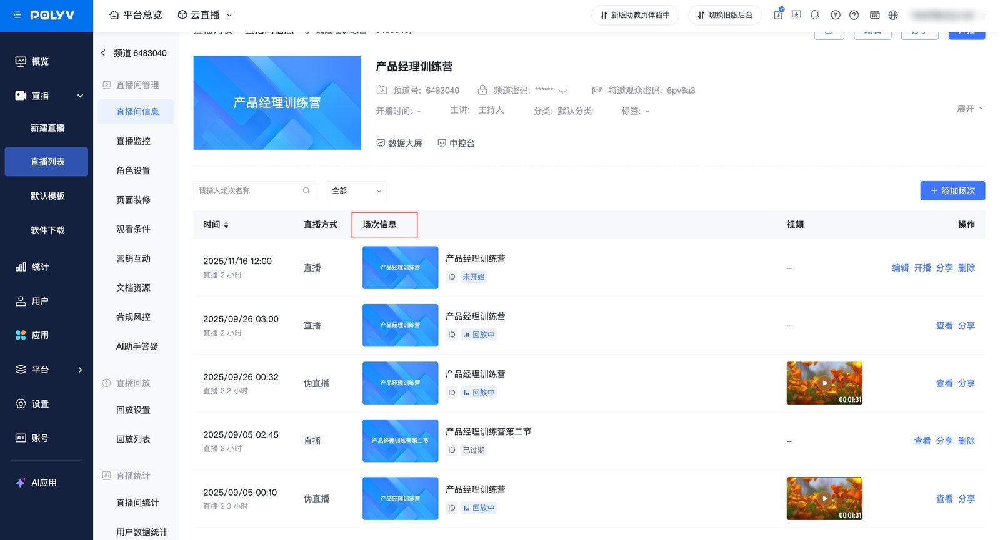 POLYV
平台总览
云直播
新版助教页体验中
切换旧版后台
概览
直播
新建直播
直播列表
默认模板
软件下载
统计
用户
应用
平台
设置
账号
AI应用
频道 6483040
直播间管理
直播间信息
直播监控
角色设置
页面装修
观看条件
营销互动
文档资源
合规风控
AI助手答疑
直播回放
回放设置
回放列表
直播统计
直播间统计
用户数据统计
产品经理训练营
产品经理训练营
频道号: 6483040
频道密码: ******
特邀观众密码: 6pv6a3
开播时间: -
主讲: 主持人
分类: 默认分类
标签: -
展开
数据大屏
中控台
请输入场次名称
全部
+ 添加场次
时间
直播方式
场次信息
视频
操作
2025/11/16 12:00
直播 2 小时
直播
产品经理训练营
产品经理训练营
ID 未开始
–
编辑 开播 分享 删除
2025/09/26 03:00
直播 2 小时
直播
产品经理训练营
产品经理训练营
ID 回放中
–
查看 分享
2025/09/26 00:32
直播 2.2 小时
伪直播
产品经理训练营
产品经理训练营
ID 回放中
00:01:31
查看 分享
2025/09/05 02:45
直播 2 小时
直播
产品经理训练营第二节
产品经理训练营第二节
ID 已过期
–
查看 分享 删除
2025/09/05 00:10
直播 2.3 小时
伪直播
产品经理训练营
产品经理训练营
ID 回放中
00:01:31
查看 分享